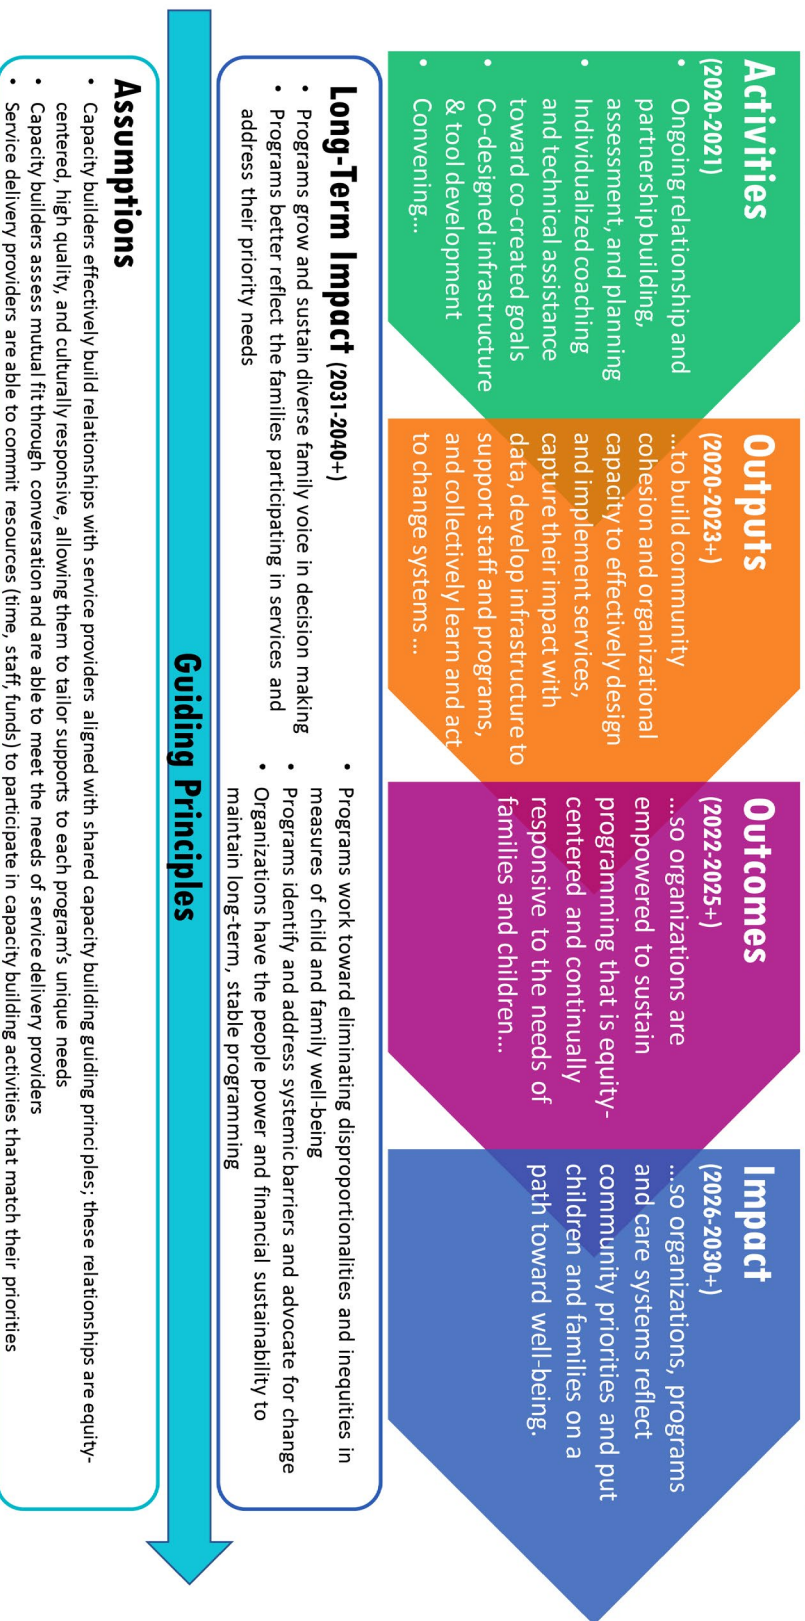 Activities
(2020-2021)
• Ongoing relationship and
partnership building,
assessment, and planning
• Individualized coaching
and technical assistance
toward co-created goals
• Co-designed infrastructure
& tool development
• Convening...
Outputs
(2020-2023+)
...to build community
cohesion and organizational
capacity to effectively design
and implement services,
capture their impact with
data, develop infrastructure to
support staff and programs,
and collectively learn and act
to change systems ...
Outcomes
(2022-2025+)
...so organizations are
empowered to sustain
programming that is equity-
centered and continually
responsive to the needs of
families and children...
Impact
(2026-2030+)
...so organizations, programs
and care systems reflect
community priorities and put
children and families on a
path toward well-being.
Long-Term Impact (2031-2040+)
• Programs grow and sustain diverse family voice in decision making
• Programs better reflect the families participating in services and
address their priority needs
• Programs work toward eliminating disproportionalities and inequities in
measures of child and family well-being
• Programs identify and address systemic barriers and advocate for change
• Organizations have the people power and financial sustainability to
maintain long-term, stable programming
Guiding Principles
Assumptions
• Capacity builders effectively build relationships with service providers aligned with shared capacity building guiding principles; these relationships are equity-
centered, high quality, and culturally responsive, allowing them to tailor supports to each program's unique needs
• Capacity builders assess mutual fit through conversation and are able to meet the needs of service delivery providers
• Service delivery providers are able to commit resources (time, staff, funds) to participate in capacity building activities that match their priorities